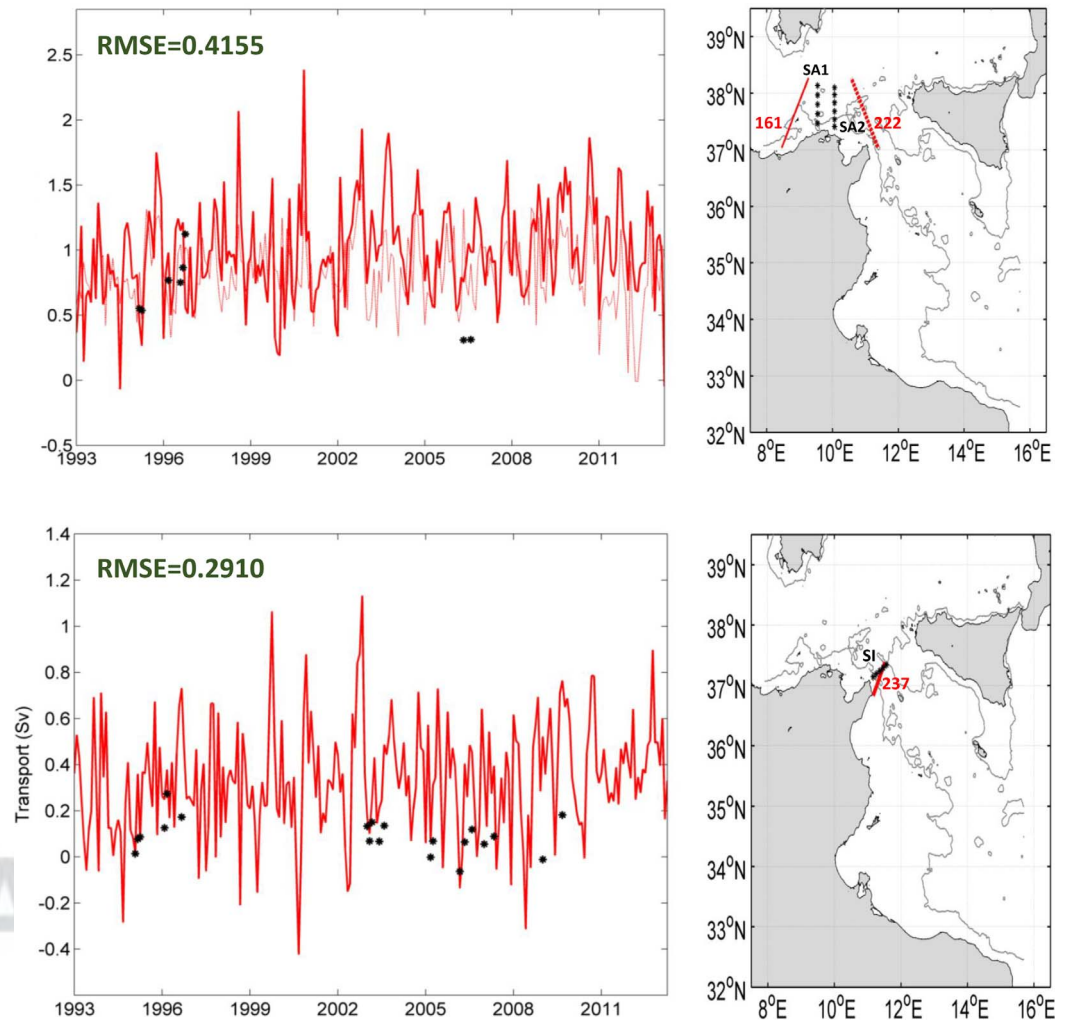 RMSE=0.4155
2.5
2
1.5
1
0.5
0
-0.5
1993 1996 1999 2002 2005 2008 2011
39°N
38°N
37°N
36°N
35°N
34°N
33°N
32°N
SA1
161 SA2 222
8°E 10°E 12°E 14°E 16°E
RMSE=0.2910
Transport (Sv)
1.4
1.2
1
0.8
0.6
0.4
0.2
0
-0.2
-0.4
1993 1996 1999 2002 2005 2008 2011
39°N
38°N
37°N
36°N
35°N
34°N
33°N
32°N
SI
237
8°E 10°E 12°E 14°E 16°E